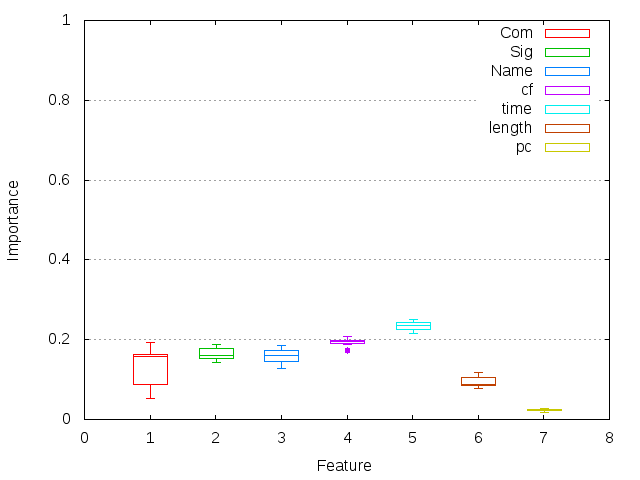 1
0.8
0.6
0.4
0.2
0
0 1 2 3 4 5 6 7 8
Importance
Feature
Com
Sig
Name
cf
time
length
pc